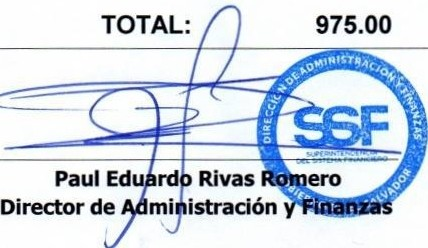 TOTAL: 975.00
DIRECCIÓN DE ADMINISTRACIÓN Y FINANZAS
SSF
SUPERINTENDENCIA
DEL SISTEMA FINANCIERO
SALVADOR
Paul Eduardo Rivas Romero
Director de Administración y Finanzas